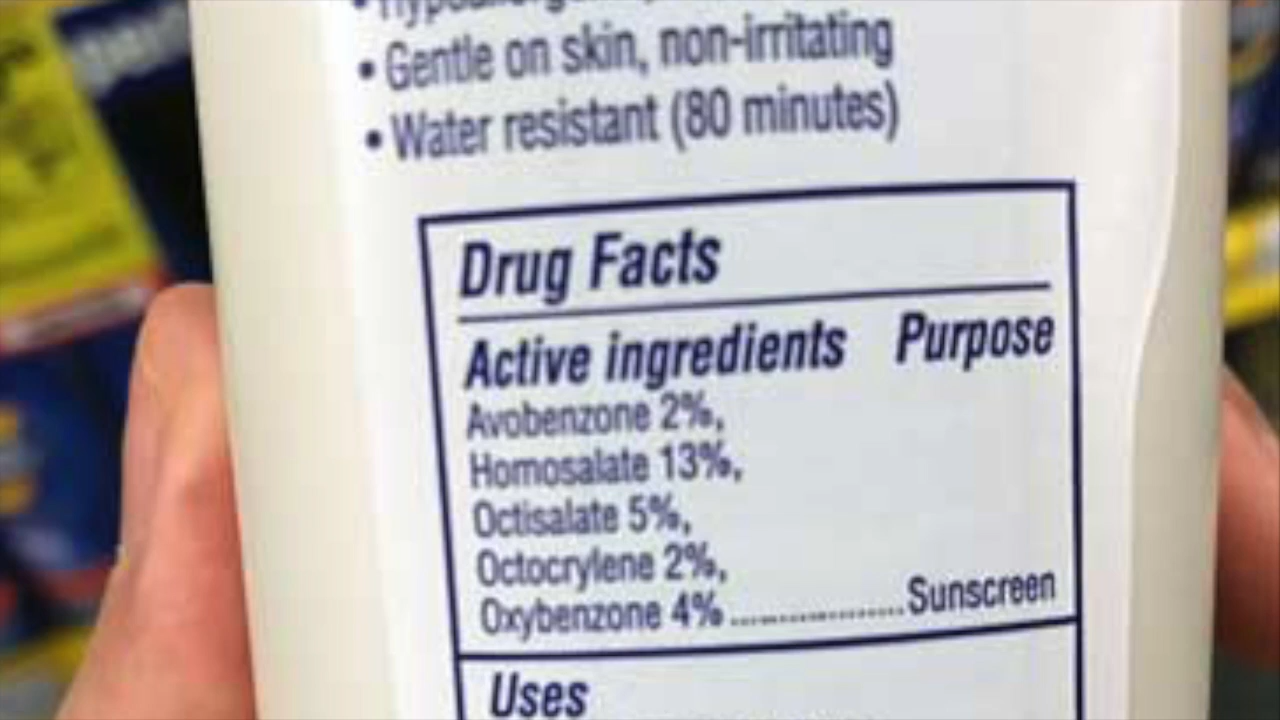 • Gentle on skin, non-irritating
• Water resistant (80 minutes)
Drug Facts
Active ingredients Purpose
Avobenzone 2%,
Homosalate 13%,
Octisalate 5%,
Octocrylene 2%,
Oxybenzone 4%..................Sunscreen
Uses